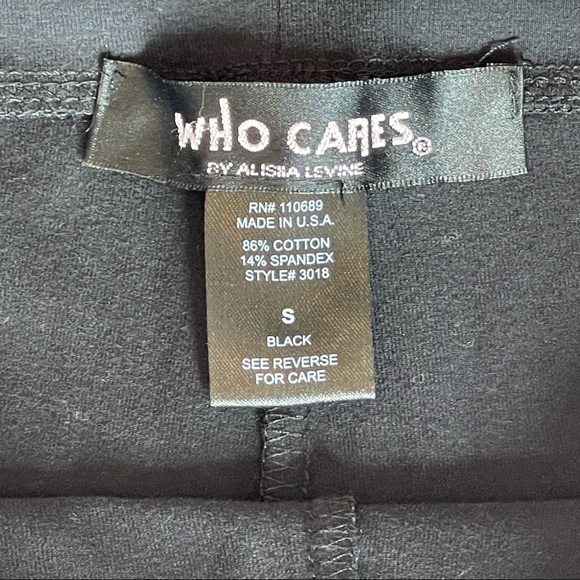 WHO CARES®
BY ALISHA LEVINE
RN# 110689
MADE IN U.S.A.
86% COTTON
14% SPANDEX
STYLE# 3018
S
BLACK
SEE REVERSE
FOR CARE